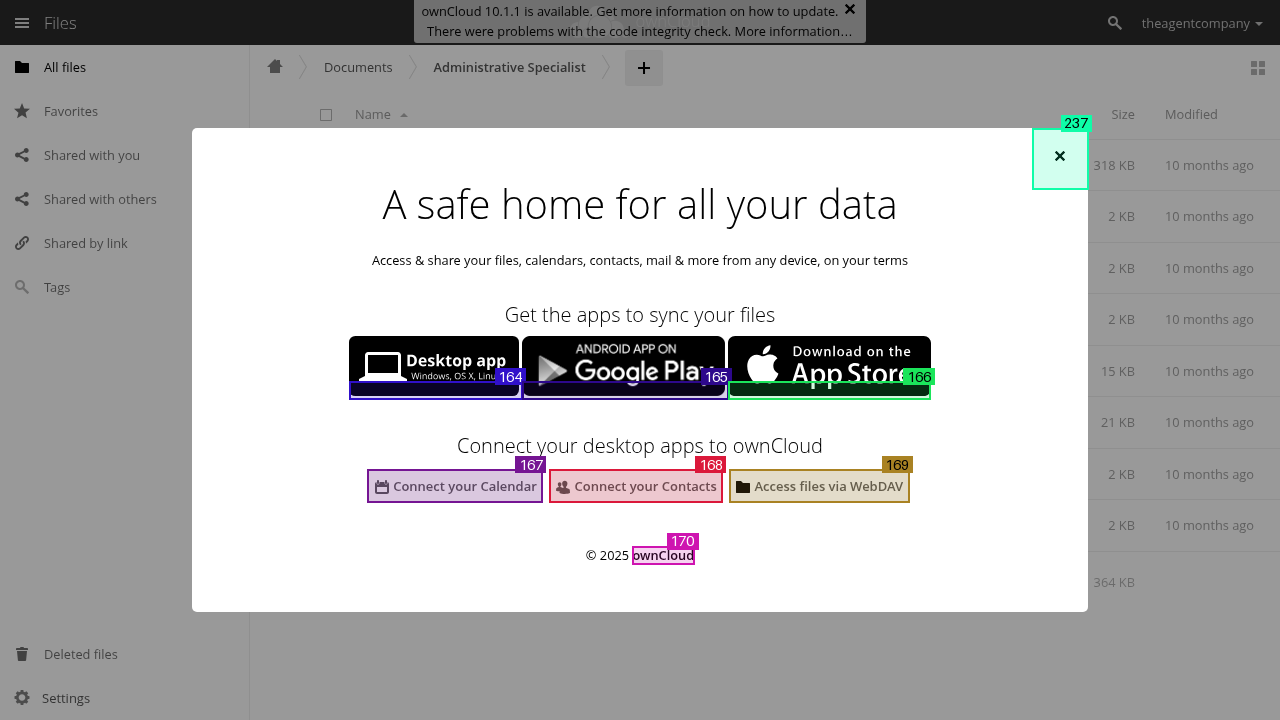 Files
ownCloud 10.1.1 is available. Get more information on how to update.
There were problems with the code integrity check. More information…
theagentcompany
All files
Favorites
Shared with you
Shared with others
Shared by link
Tags
Deleted files
Settings
Documents
Administrative Specialist
Name
Size
Modified
318 KB 10 months ago
2 KB 10 months ago
2 KB 10 months ago
2 KB 10 months ago
15 KB 10 months ago
21 KB 10 months ago
2 KB 10 months ago
2 KB 10 months ago
364 KB
237
A safe home for all your data
Access & share your files, calendars, contacts, mail & more from any device, on your terms
Get the apps to sync your files
Desktop app
Windows, OS X,
164
ANDROID APP ON
Google Play
165
Download on the
App Store
166
Connect your desktop apps to ownCloud
167
Connect your Calendar
168
Connect your Contacts
169
Access files via WebDAV
170
© 2025 ownCloud